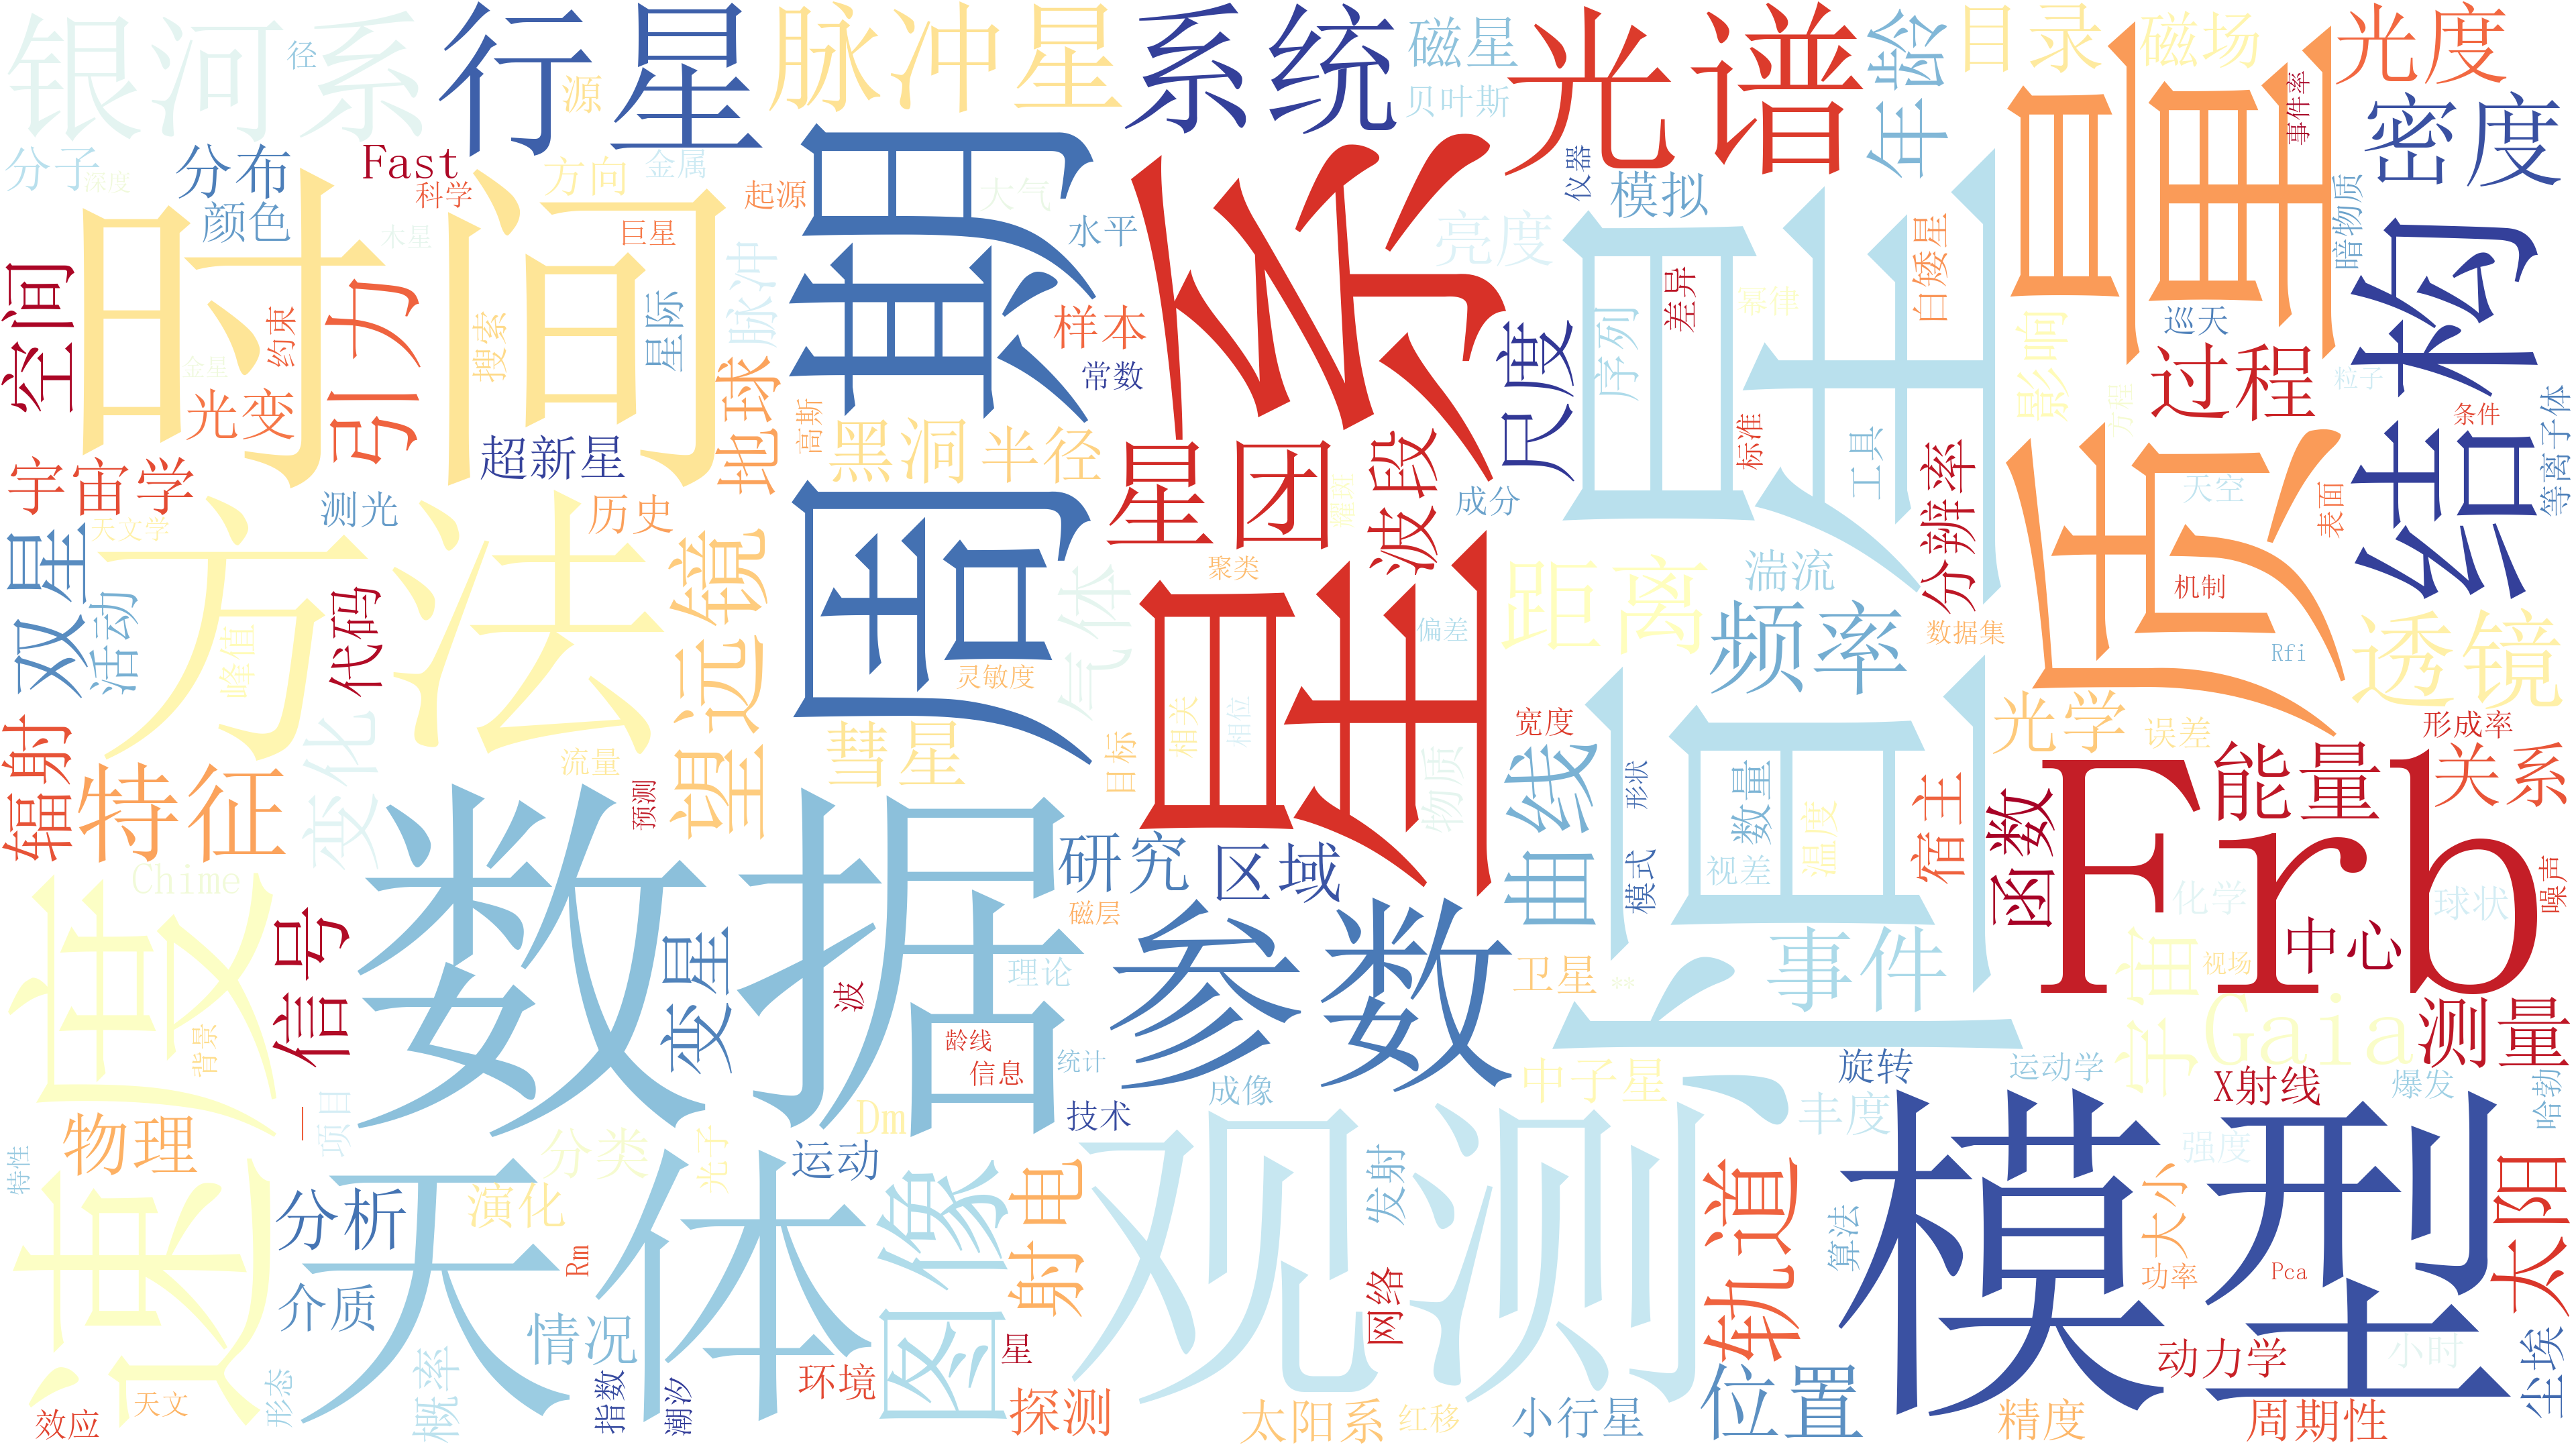 银河系
径
行星
源
脉冲星
系统
磁星
贝叶斯
光谱
年龄
目录
磁场
事件率
光度
密度
分子
深度
分布
颜色
Fast
科学
方向
金属
起源
大气
水平
巨星
木星
仪器
模拟
亮度
白矮星
暗物质
空间
时间
金星
约束
引力
搜索
星际
脉冲
地球
周期
高斯
样本
常数
星系
尺度
序列
差异
幂律
恒星
质量
影响
巡天
过程
方程
粒子
结构
条件
等离子体
光变
超新星
黑洞
半径
星团
波段
耀斑
成分
标准
工具
分辨率
天空
表面
宇宙学
天文学
测光
历史
望远镜
气体
聚类
偏差
距离
湍流
频率
数据集
机制
Rfi
透镜
双星
活动
方法
峰值
代码
流量
灵敏度
彗星
相关
相位
目标
物质
宽度
曲线
形状
数量
视差
温度
宿主
光学
误差
形成率
关系
辐射
特征
变化
预测
研究
区域
模式
函数
能量
Frb
噪声
Chime
速度
数据
变星
波
理论
磁层
参数
卫星
**
事件
化学
球状
中心
视场
宇宙
Gaia
测量
信号
背景
龄线
信息
统计
成像
技术
Dm
中子星
旋转
运动学
X射线
爆发
哈勃
一
项目
物理
特性
分析
天体
分类
光子
运动
演化
图像
射电
观测
发射
丰度
强度
轨道
算法
模型
大小
功率
Pca
太阳
介质
Rm
情况
星
网络
环境
探测
概率
形态
天文
效应
指数
潮汐
太阳系
红移
小行星
位置
精度
动力学
周期性
小时
尘埃